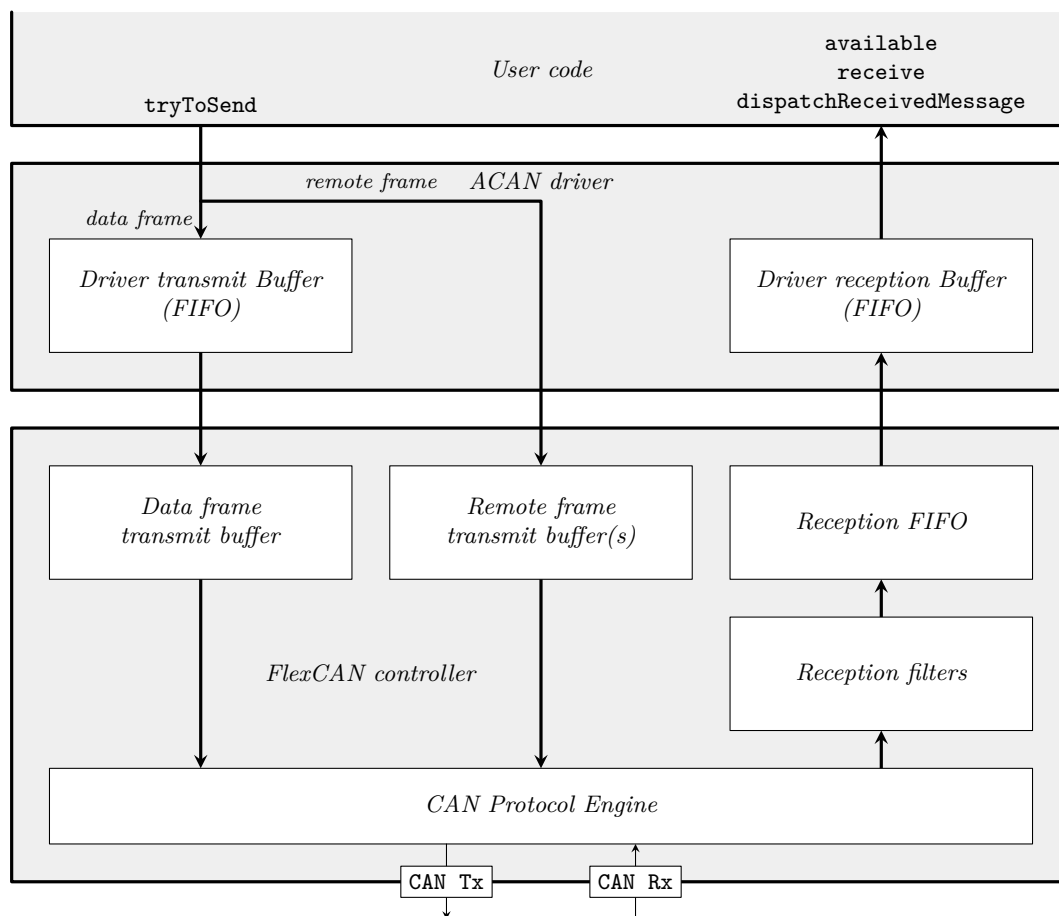 available
User code
receive
tryToSend
dispatchReceivedMessage
remote frame
ACAN driver
data frame
Driver transmit Buffer
(FIFO)
Driver reception Buffer
(FIFO)
Data frame
transmit buffer
Remote frame
transmit buffer(s)
Reception FIFO
FlexCAN controller
Reception filters
CAN Protocol Engine
CAN Tx
CAN Rx